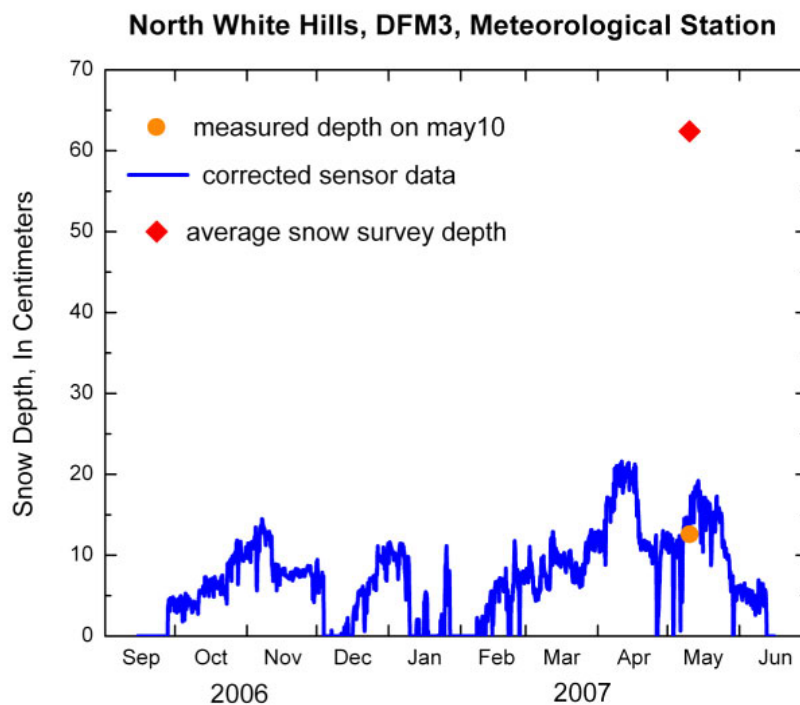 North White Hills, DFM3, Meteorological Station
70
60
50
40
30
20
10
0
Snow Depth, In Centimeters
measured depth on may10
corrected sensor data
average snow survey depth
Sep Oct Nov Dec Jan Feb Mar Apr May Jun
2006 2007